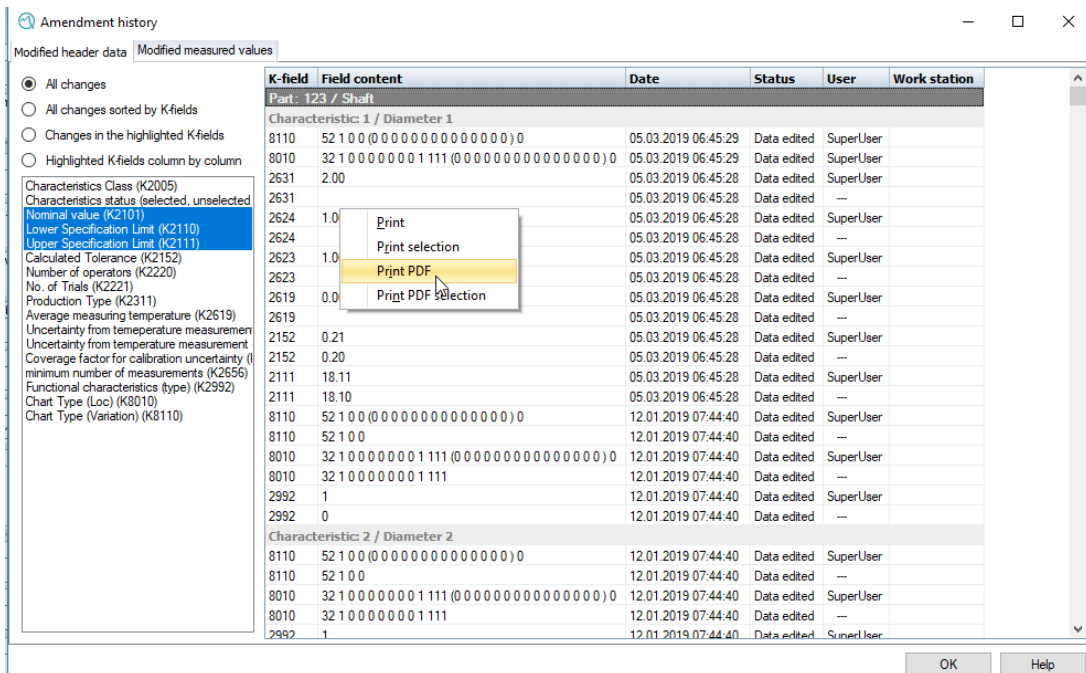 Amendment history
Modified header data Modified measured values
All changes
All changes sorted by K-fields
Changes in the highlighted K-fields
Highlighted K-fields column by column
Characteristics Class (K2005)
Characteristics status (selected, unselected
Nominal value (K2101)
Lower Specification Limit (K2110)
Upper Specification Limit (K2111)
Calculated Tolerance (K2152)
Number of operators (K2220)
No. of Trials (K2221)
Production Type (K2311)
Average measuring temperature (K2619)
Uncertainty from temeperature measuremen
Uncertainty from temperature measurement
Coverage factor for calibration uncertainty (
minimum number of measurements (K2656)
Functional characteristics (type) (K2992)
Chart Type (Loc) (K8010)
Chart Type (Variation) (K8110)
K-field Field content Date Status User Work station
Part: 123 / Shaft
Characteristic: 1 / Diameter 1
8110 52 1 0 0 (0 0 0 0 0 0 0 0 0 0 0 0 0 0 0 ) 0 05.03.2019 06:45:29 Data edited SuperUser
8010 32 1 0 0 0 0 0 0 0 1 111 (0 0 0 0 0 0 0 0 0 0 0 0 0 0 0 ) 0 05.03.2019 06:45:29 Data edited SuperUser
2631 2.00 05.03.2019 06:45:28 Data edited SuperUser
2631 05.03.2019 06:45:28 Data edited ---
2624 1.0 05.03.2019 06:45:28 Data edited SuperUser
2624 05.03.2019 06:45:28 Data edited ---
2623 1.0 05.03.2019 06:45:28 Data edited SuperUser
2623 05.03.2019 06:45:28 Data edited ---
2619 0.0 05.03.2019 06:45:28 Data edited SuperUser
2619 05.03.2019 06:45:28 Data edited ---
2152 0.21 05.03.2019 06:45:28 Data edited SuperUser
2152 0.20 05.03.2019 06:45:28 Data edited ---
2111 18.11 05.03.2019 06:45:28 Data edited SuperUser
2111 18.10 05.03.2019 06:45:28 Data edited ---
8110 52 1 0 0 (0 0 0 0 0 0 0 0 0 0 0 0 0 0 0 ) 0 12.01.2019 07:44:40 Data edited SuperUser
8110 52 1 0 0 12.01.2019 07:44:40 Data edited ---
8010 32 1 0 0 0 0 0 0 0 1 111 (0 0 0 0 0 0 0 0 0 0 0 0 0 0 0 ) 0 12.01.2019 07:44:40 Data edited SuperUser
8010 32 1 0 0 0 0 0 0 0 1 111 12.01.2019 07:44:40 Data edited ---
2992 1 12.01.2019 07:44:40 Data edited SuperUser
2992 0 12.01.2019 07:44:40 Data edited ---
Characteristic: 2 / Diameter 2
8110 52 1 0 0 (0 0 0 0 0 0 0 0 0 0 0 0 0 0 0 ) 0 12.01.2019 07:44:40 Data edited SuperUser
8110 52 1 0 0 12.01.2019 07:44:40 Data edited ---
8010 32 1 0 0 0 0 0 0 0 1 111 (0 0 0 0 0 0 0 0 0 0 0 0 0 0 0 ) 0 12.01.2019 07:44:40 Data edited SuperUser
8010 32 1 0 0 0 0 0 0 0 1 111 12.01.2019 07:44:40 Data edited ---
2992 1 12.01.2019 07:44:40 Data edited SuperUser
Print
Print selection
Print PDF
Print PDF selection
OK Help